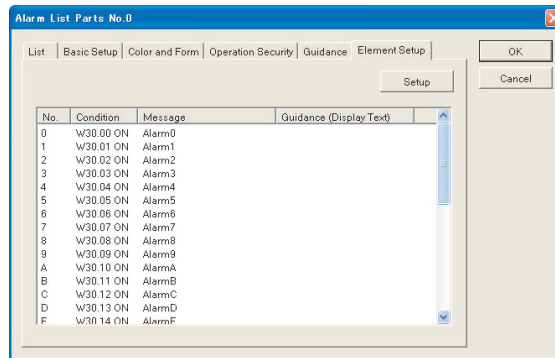 Alarm List Parts No.0
List Basic Setup Color and Form Operation Security Guidance Element Setup
OK
Cancel
Setup
No. Condition Message Guidance (Display Text)
0 W30.00 ON Alarm0
1 W30.01 ON Alarm1
2 W30.02 ON Alarm2
3 W30.03 ON Alarm3
4 W30.04 ON Alarm4
5 W30.05 ON Alarm5
6 W30.06 ON Alarm6
7 W30.07 ON Alarm7
8 W30.08 ON Alarm8
9 W30.09 ON Alarm9
A W30.10 ON AlarmA
B W30.11 ON AlarmB
C W30.12 ON AlarmC
D W30.13 ON AlarmD
E W30.14 ON AlarmE